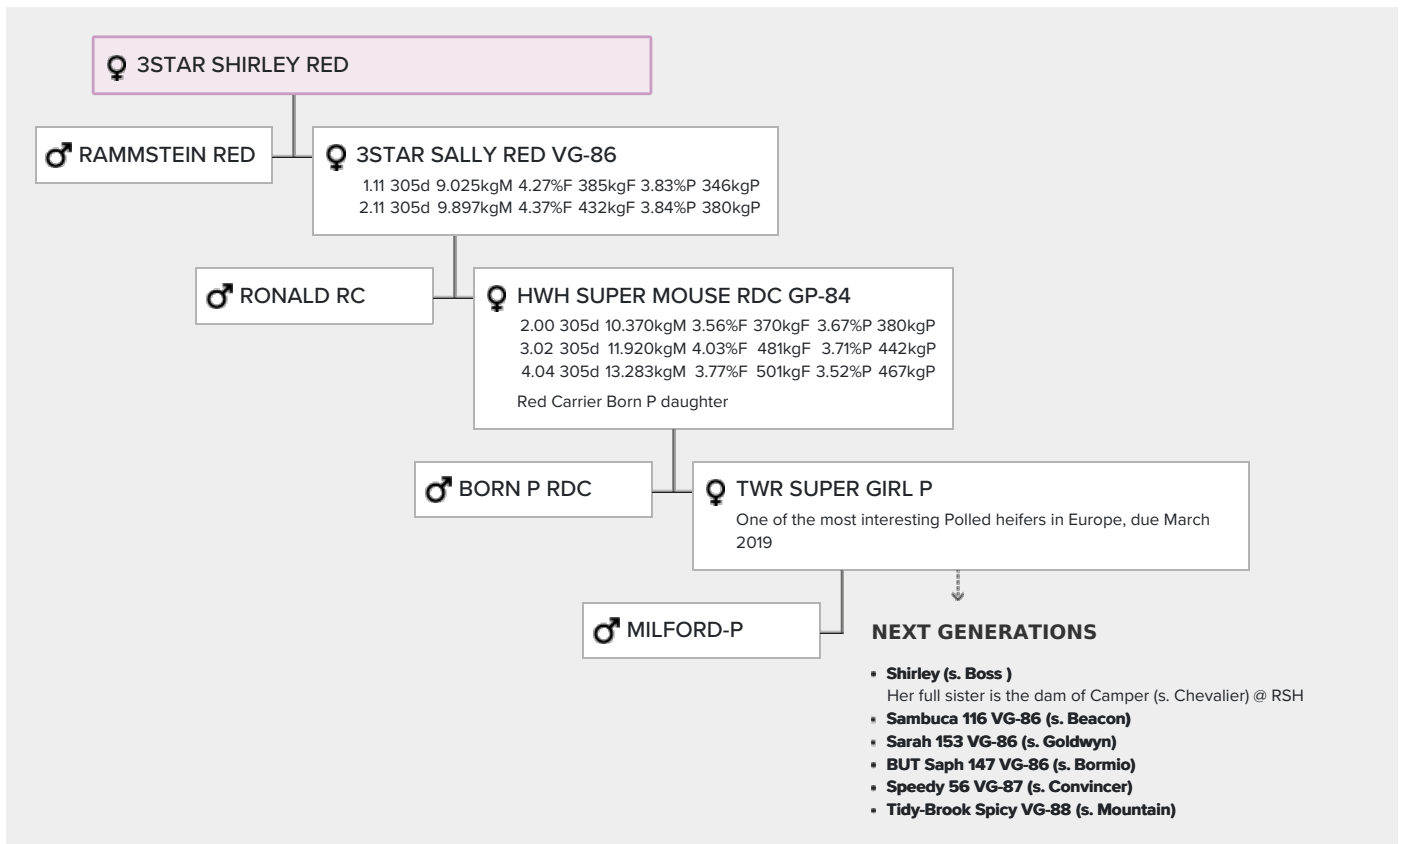 3STAR SHIRLEY RED
RAMMSTEIN RED
3STAR SALLY RED VG-86
1.11 305d 9.025kgM 4.27%F 385kgF 3.83%P 346kgP
2.11 305d 9.897kgM 4.37%F 432kgF 3.84%P 380kgP
RONALD RC
HWH SUPER MOUSE RDC GP-84
2.00 305d 10.370kgM 3.56%F 370kgF 3.67%P 380kgP
3.02 305d 11.920kgM 4.03%F 481kgF 3.71%P 442kgP
4.04 305d 13.283kgM 3.77%F 501kgF 3.52%P 467kgP
Red Carrier Born P daughter
BORN P RDC
TWR SUPER GIRL P
One of the most interesting Polled heifers in Europe, due March
2019
MILFORD-P
NEXT GENERATIONS
Shirley (s. Boss )
Her full sister is the dam of Camper (s. Chevalier) @ RSH
Sambuca 116 VG-86 (s. Beacon)
Sarah 153 VG-86 (s. Goldwyn)
BUT Saph 147 VG-86 (s. Bormio)
Speedy 56 VG-87 (s. Convincer)
Tidy-Brook Spicy VG-88 (s. Mountain)